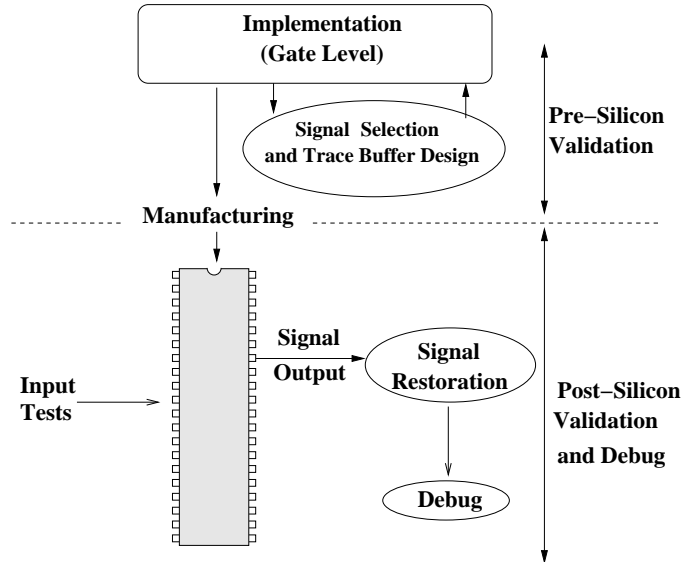 Implementation
(Gate Level)
Signal Selection
and Trace Buffer Design
Pre−Silicon
Validation
Manufacturing
Signal
Output
Signal
Restoration
Input
Tests
Post−Silicon
Validation
and Debug
Debug